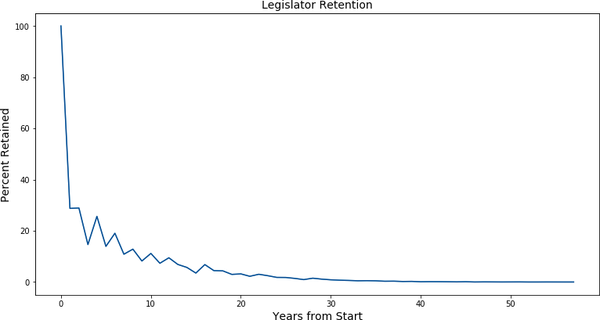 Legislator Retention
Percent Retained
100
80
60
40
20
0
0 10 20 30 40 50
Years from Start